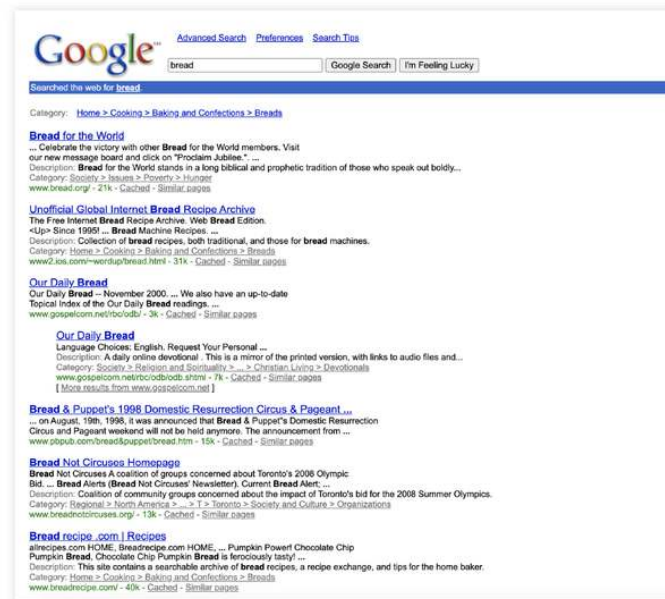 Google™
Advanced Search Preferences Search Tips
bread Google Search I'm Feeling Lucky
Searched the web for bread.
Category: Home > Cooking > Baking and Confections > Breads
Bread for the World
... Celebrate the victory with other Bread for the World members. Visit
our new message board and click on "Proclaim Jubilee.". ...
Description: Bread for the World stands in a long biblical and prophetic tradition of those who speak out boldly...
Category: Society > Issues > Poverty > Hunger
www.bread.org/ - 21k - Cached - Similar pages
Unofficial Global Internet Bread Recipe Archive
The Free Internet Bread Recipe Archive. Web Bread Edition.
<Up> Since 1995! ... Bread Machine Recipes. ...
Description: Collection of bread recipes, both traditional, and those for bread machines.
Category: Home > Cooking > Baking and Confections > Breads
www2.ios.com/~wordup/bread.html - 31k - Cached - Similar pages
Our Daily Bread
Our Daily Bread -- November 2000. ... We also have an up-to-date
Topical Index of the Our Daily Bread readings. ...
www.gospelcom.net/rbc/odb/ - 3k - Cached - Similar pages
Our Daily Bread
Language Choices: English. Request Your Personal ...
Description: A daily online devotional . This is a mirror of the printed version, with links to audio files and...
Category: Society > Religion and Spirituality > ... > Christian Living > Devotionals
www.gospelcom.net/rbc/odb/odb.shtml - 7k - Cached - Similar pages
[ More results from www.gospelcom.net ]
Bread & Puppet's 1998 Domestic Resurrection Circus & Pageant ...
... on August, 19th, 1998, it was announced that Bread & Puppet"s Domestic Resurrection
Circus and Pageant weekend will not be held anymore. The announcement from ...
www.pbpub.com/bread&puppet/bread.htm - 15k - Cached - Similar pages
Bread Not Circuses Homepage
Bread Not Circuses A coalition of groups concerned about Toronto's 2008 Olympic
Bid. ... Bread Alerts (Bread Not Circuses' Newsletter). Current Bread Alert; ...
Description: Coalition of community groups concerned about the impact of Toronto's bid for the 2008 Summer Olympics.
Category: Regional > North America > ... > T > Toronto > Society and Culture > Organizations
www.breadnotcircuses.org/ - 13k - Cached - Similar pages
Bread recipe .com | Recipes
allrecipes.com HOME, Breadrecipe.com HOME, ... Pumpkin Power! Chocolate Chip
Pumpkin Bread, Chocolate Chip Pumpkin Bread is ferociously tasty! ...
Description: This site contains a searchable archive of bread recipes, a recipe exchange, and tips for the home baker.
Category: Home > Cooking > Baking and Confections > Breads
www.breadrecipe.com/ - 40k - Cached - Similar pages